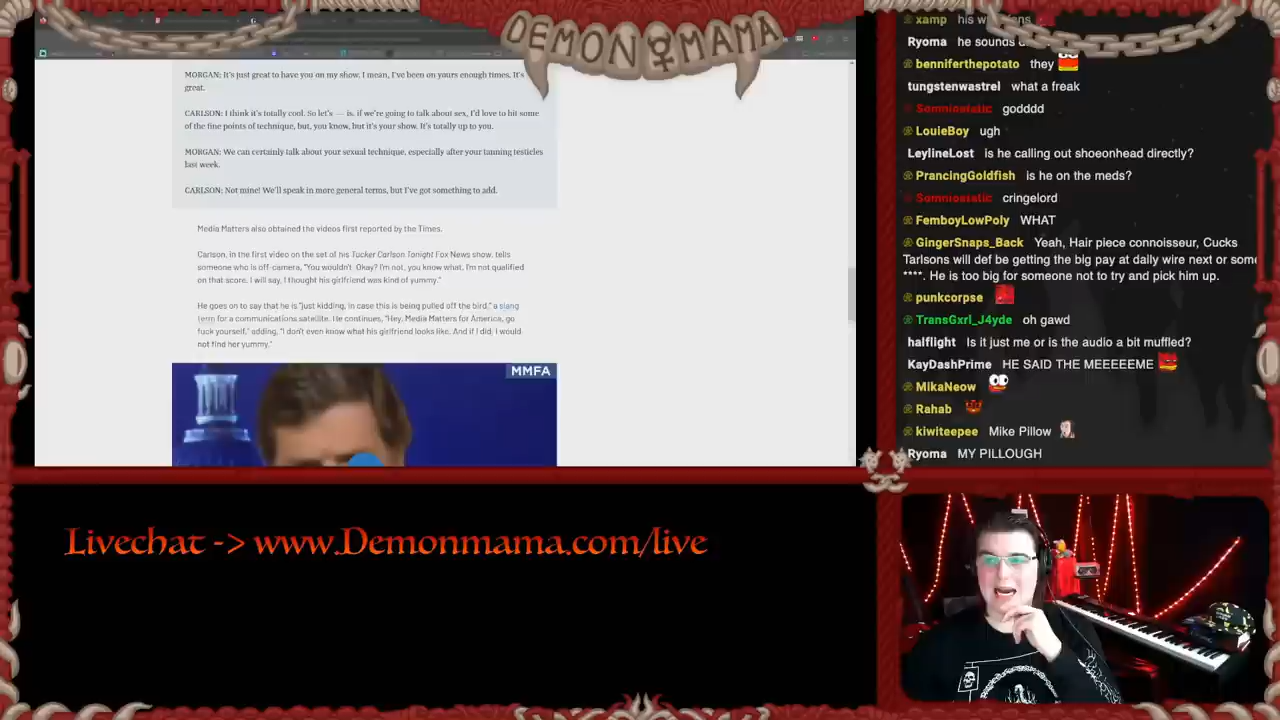 DEMON MAMA
MORGAN: It's just great to have you on my show. I mean, I've been on yours enough times. It's
great.
CARLSON: I think it's totally cool. So let's — is, if we're going to talk about sex, I'd love to hit some
of the fine points of technique, but, you know, but it's your show. It's totally up to you.
MORGAN: We can certainly talk about your sexual technique, especially after your tanning testicles
last week.
CARLSON: Not mine! We'll speak in more general terms, but I've got something to add.
Media Matters also obtained the videos first reported by the Times.
Carlson, in the first video on the set of his Tucker Carlson Tonight Fox News show, tells
someone who is off-camera, "You wouldn't. Okay? I'm not, you know what, I'm not qualified
on that score. I will say, I thought his girlfriend was kind of yummy."
He goes on to say that he is "just kidding, in case this is being pulled off the bird," a slang
term for a communications satellite. He continues, "Hey, Media Matters for America, go
fuck yourself," adding, "I don't even know what his girlfriend looks like. And if I did, I would
not find her yummy."
MMFA
xamp his
Ryoma he sounds
benniferthepotato they
tungstenwastrel what a freak
Somniosiatic godddd
LouieBoy ugh
LeylineLost is he calling out shoeonhead directly?
PrancingGoldfish is he on the meds?
Somniosiatic cringelord
FemboyLowPoly WHAT
GingerSnaps_Back Yeah, Hair piece connoisseur, Cucks
Tarlsons will def be getting the big pay at dally wire next or some
****. He is too big for someone not to try and pick him up.
punkcorpse
TransGxrl_J4yde oh gawd
halflight Is it just me or is the audio a bit muffled?
KayDashPrime HE SAID THE MEEEEEME
MikaNeow
Rahab
kiwiteepee Mike Pillow
Ryoma MY PILLOUGH
Livechat -> www.Demonmama.com/live